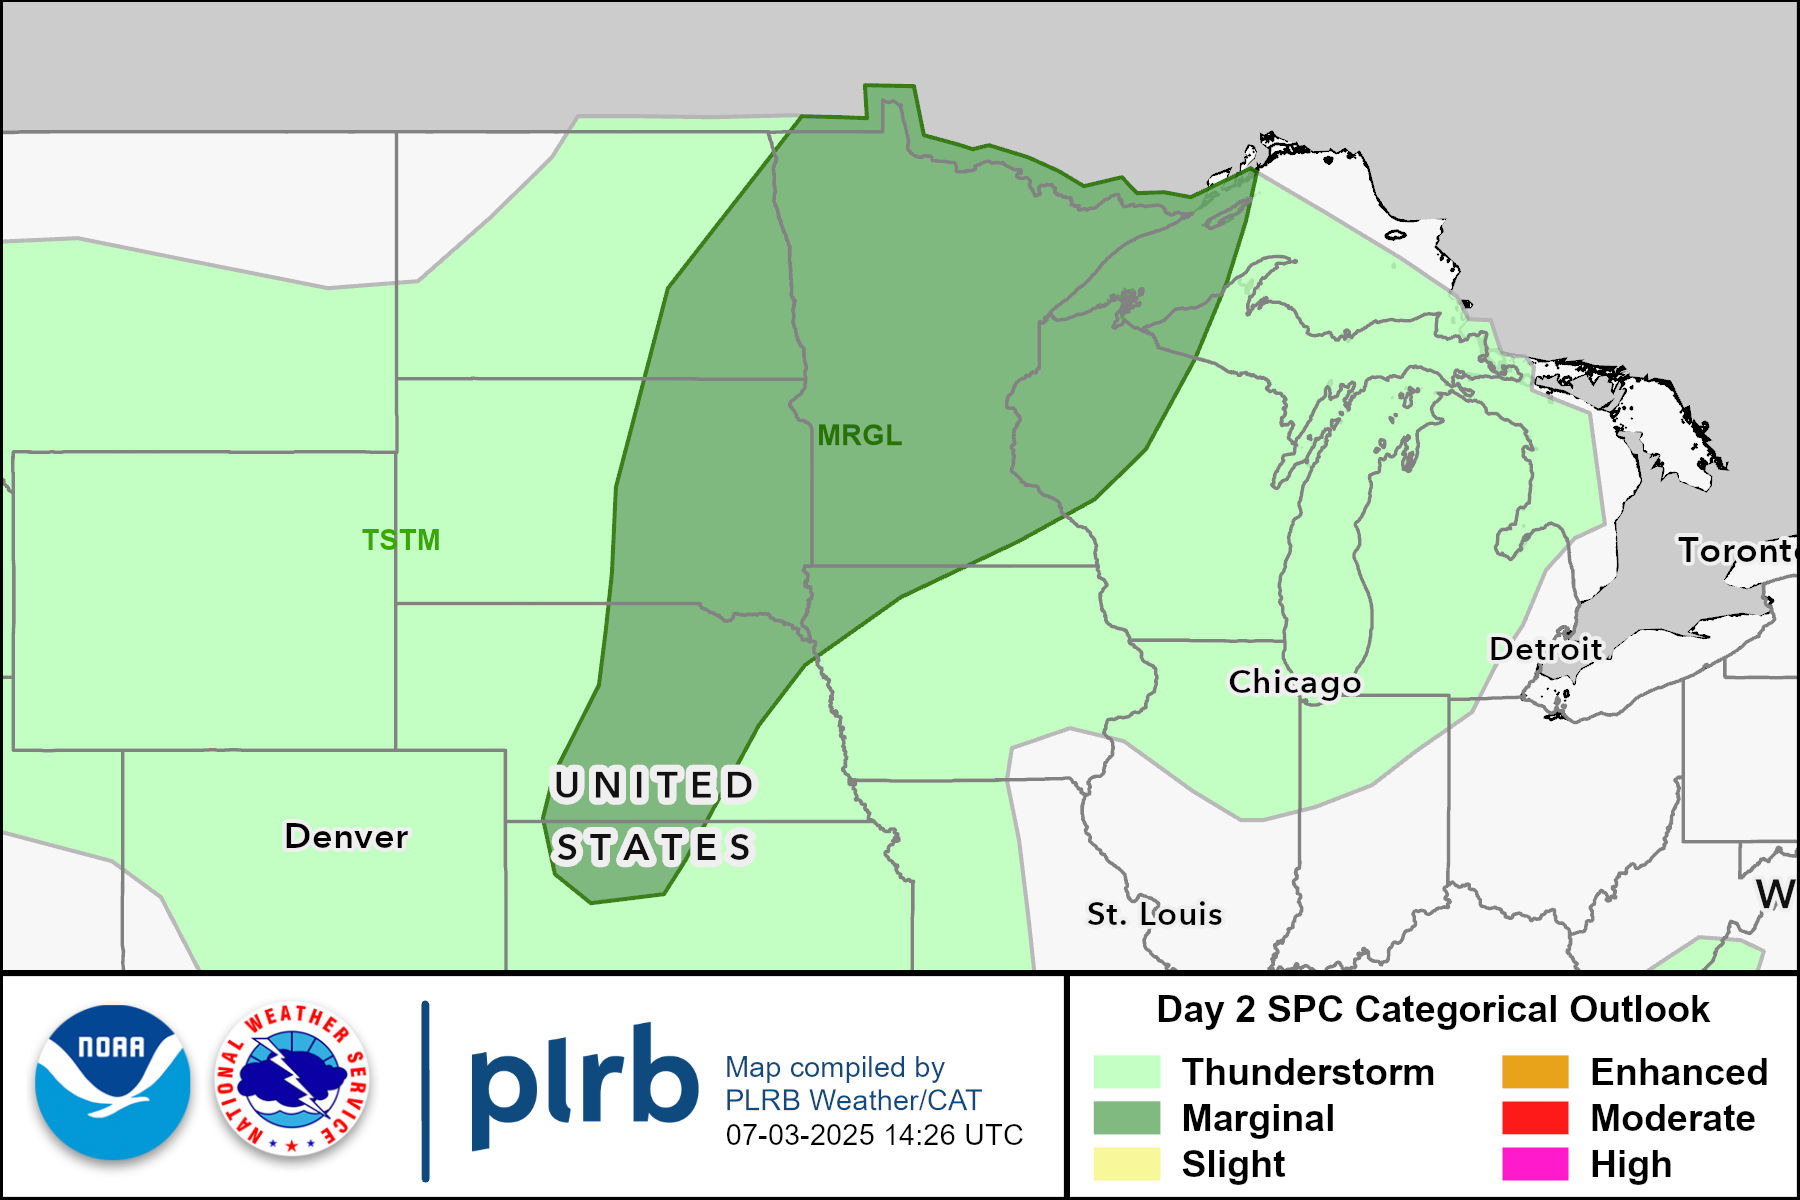 MRGL
TSTM
Toront
Detroit
Chicago
UNITED
STATES
Denver
St. Louis
W
NOAA
NATIONAL WEATHER SERVICE
plrb
Map compiled by
PLRB Weather/CAT
07-03-2025 14:26 UTC
Day 2 SPC Categorical Outlook
Thunderstorm
Marginal
Slight
Enhanced
Moderate
High